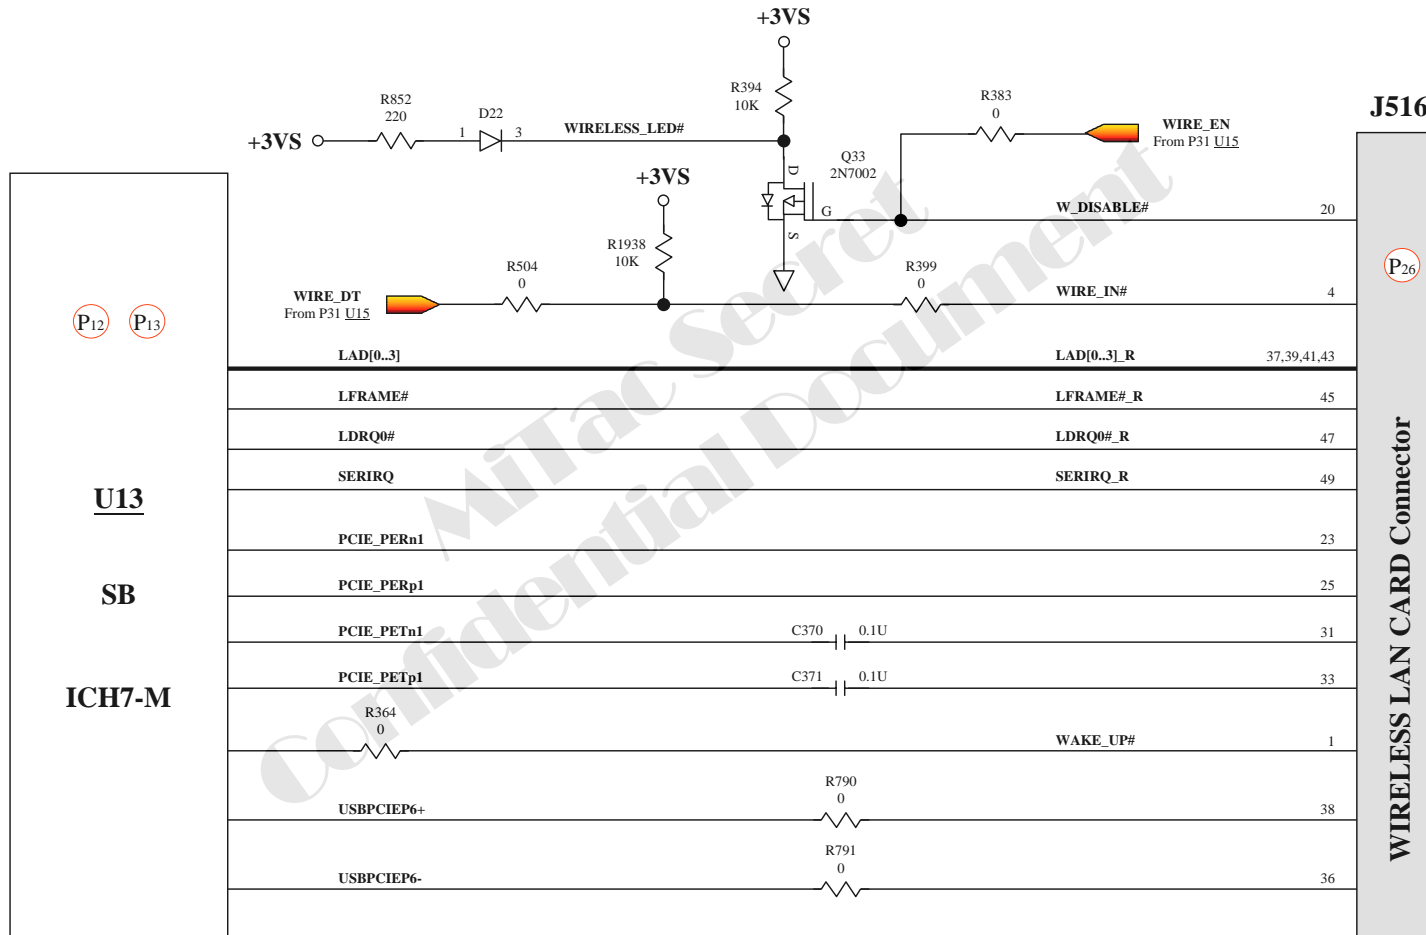 +3VS
R394
10K
R383
0
J516
R852
220
D22
+3VS
1
3
WIRELESS_LED#
WIRE_EN
From P31 U15
D
Q33
2N7002
G
S
+3VS
W_DISABLE#
20
R1938
10K
P26
R504
0
R399
0
WIRE_DT
From P31 U15
WIRE_IN#
4
P12
P13
LAD[0..3]
LAD[0..3]_R
37,39,41,43
LFRAME#
LFRAME#_R
45
LDRQ0#
LDRQ0#_R
47
SERIRQ
SERIRQ_R
49
U13
PCIE_PERn1
23
SB
PCIE_PERp1
25
PCIE_PETn1
C370
0.1U
31
ICH7-M
PCIE_PETp1
C371
0.1U
33
R364
0
WAKE_UP#
1
USBPCIEP6+
R790
0
38
USBPCIEP6-
R791
0
36
WIRELESS LAN CARD Connector
MiTac Secret
Confidential Document